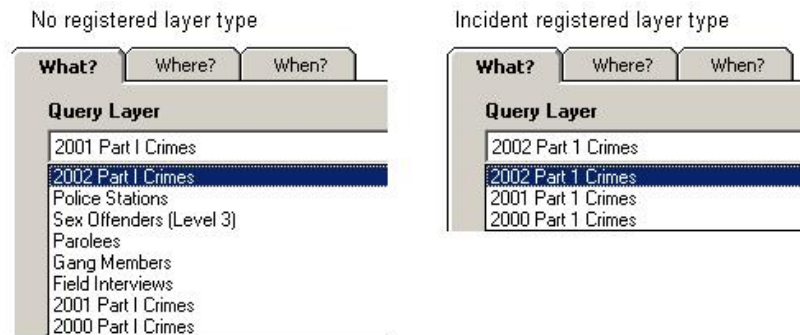 No registered layer type
What? Where? When?
Query Layer
2001 Part I Crimes
2002 Part I Crimes
Police Stations
Sex Offenders (Level 3)
Parolees
Gang Members
Field Interviews
2001 Part I Crimes
2000 Part I Crimes
Incident registered layer type
What? Where? When?
Query Layer
2002 Part 1 Crimes
2002 Part 1 Crimes
2001 Part 1 Crimes
2000 Part 1 Crimes